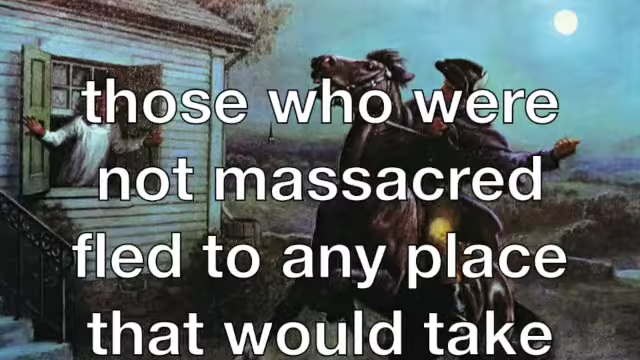 those who were
not massacred
fled to any place
that would take